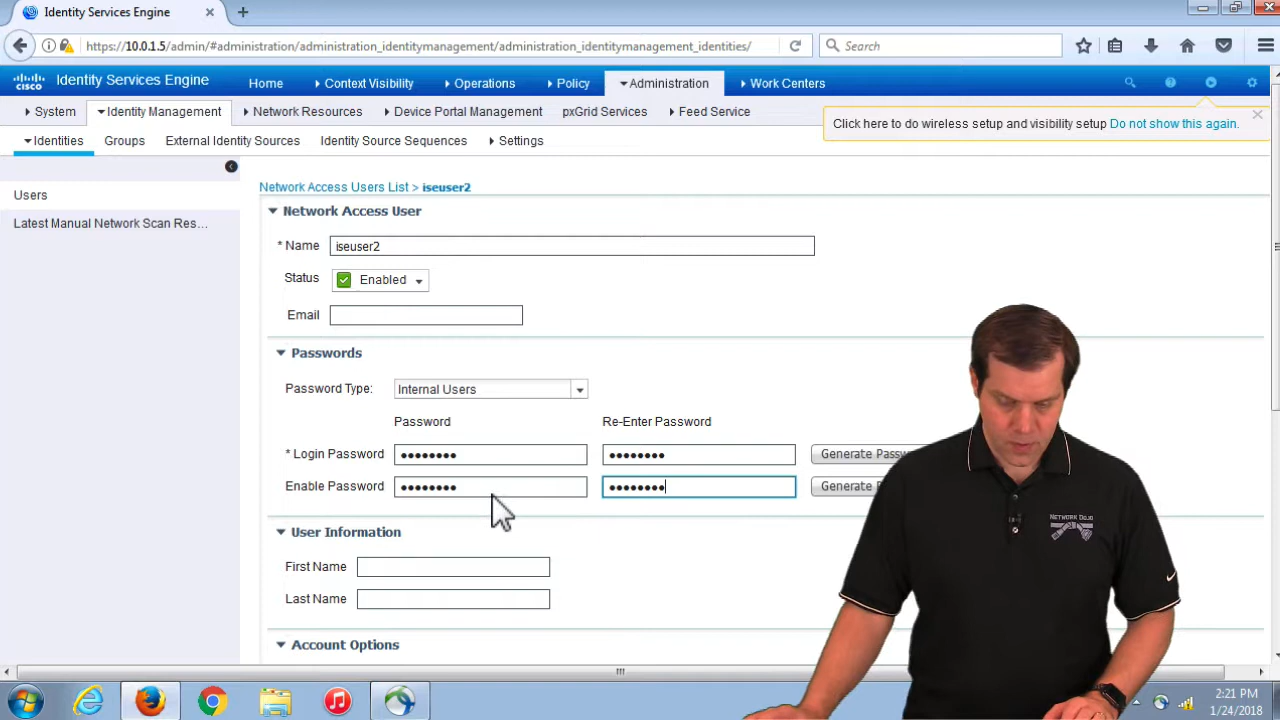 Identity Services Engine
https://10.0.1.5/admin/#administration/administration_identitymanagement/administration_identitymanagement_identities/
Search
CISCO
Identity Services Engine
Home
Context Visibility
Operations
Policy
Administration
Work Centers
System
Identity Management
Network Resources
Device Portal Management
pxGrid Services
Feed Service
Click here to do wireless setup and visibility setup Do not show this again.
Identities
Groups
External Identity Sources
Identity Source Sequences
Settings
Users
Latest Manual Network Scan Res...
Network Access Users List > iseuser2
Network Access User
* Name iseuser2
Status Enabled
Email
Passwords
Password Type: Internal Users
Password Re-Enter Password
* Login Password •••••••• •••••••• Generate
Enable Password •••••••• •••••••• Generate
User Information
First Name
Last Name
Account Options
NETWORK DOJO
2:21 PM
1/24/2018